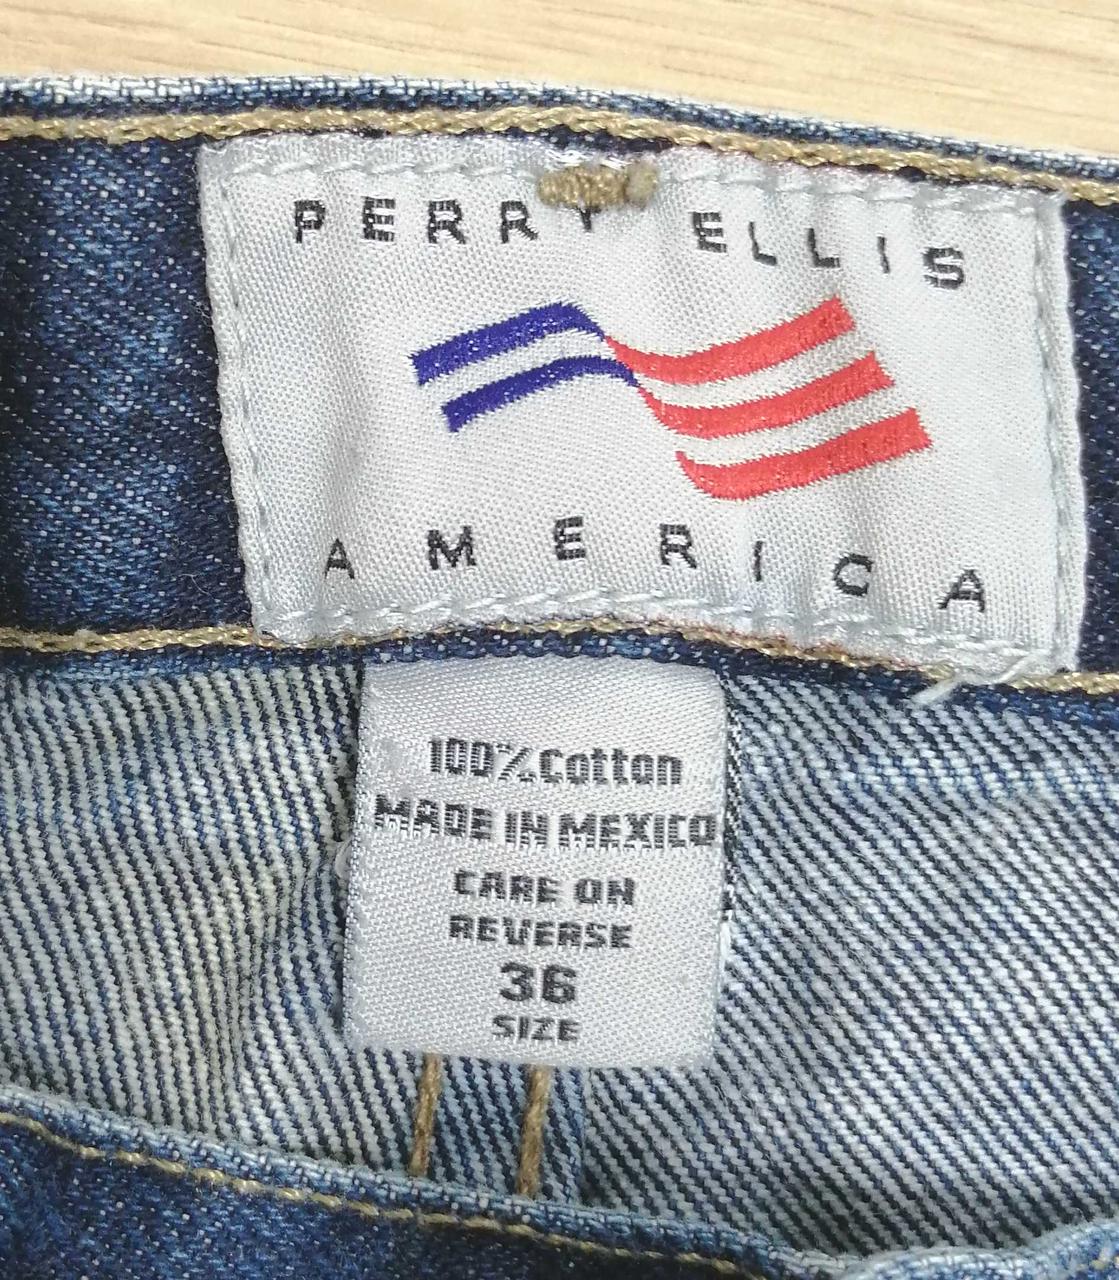 PERRY ELLIS
AMERICA
100% Cotton
MADE IN MEXICO
CARE ON
REVERSE
36
SIZE